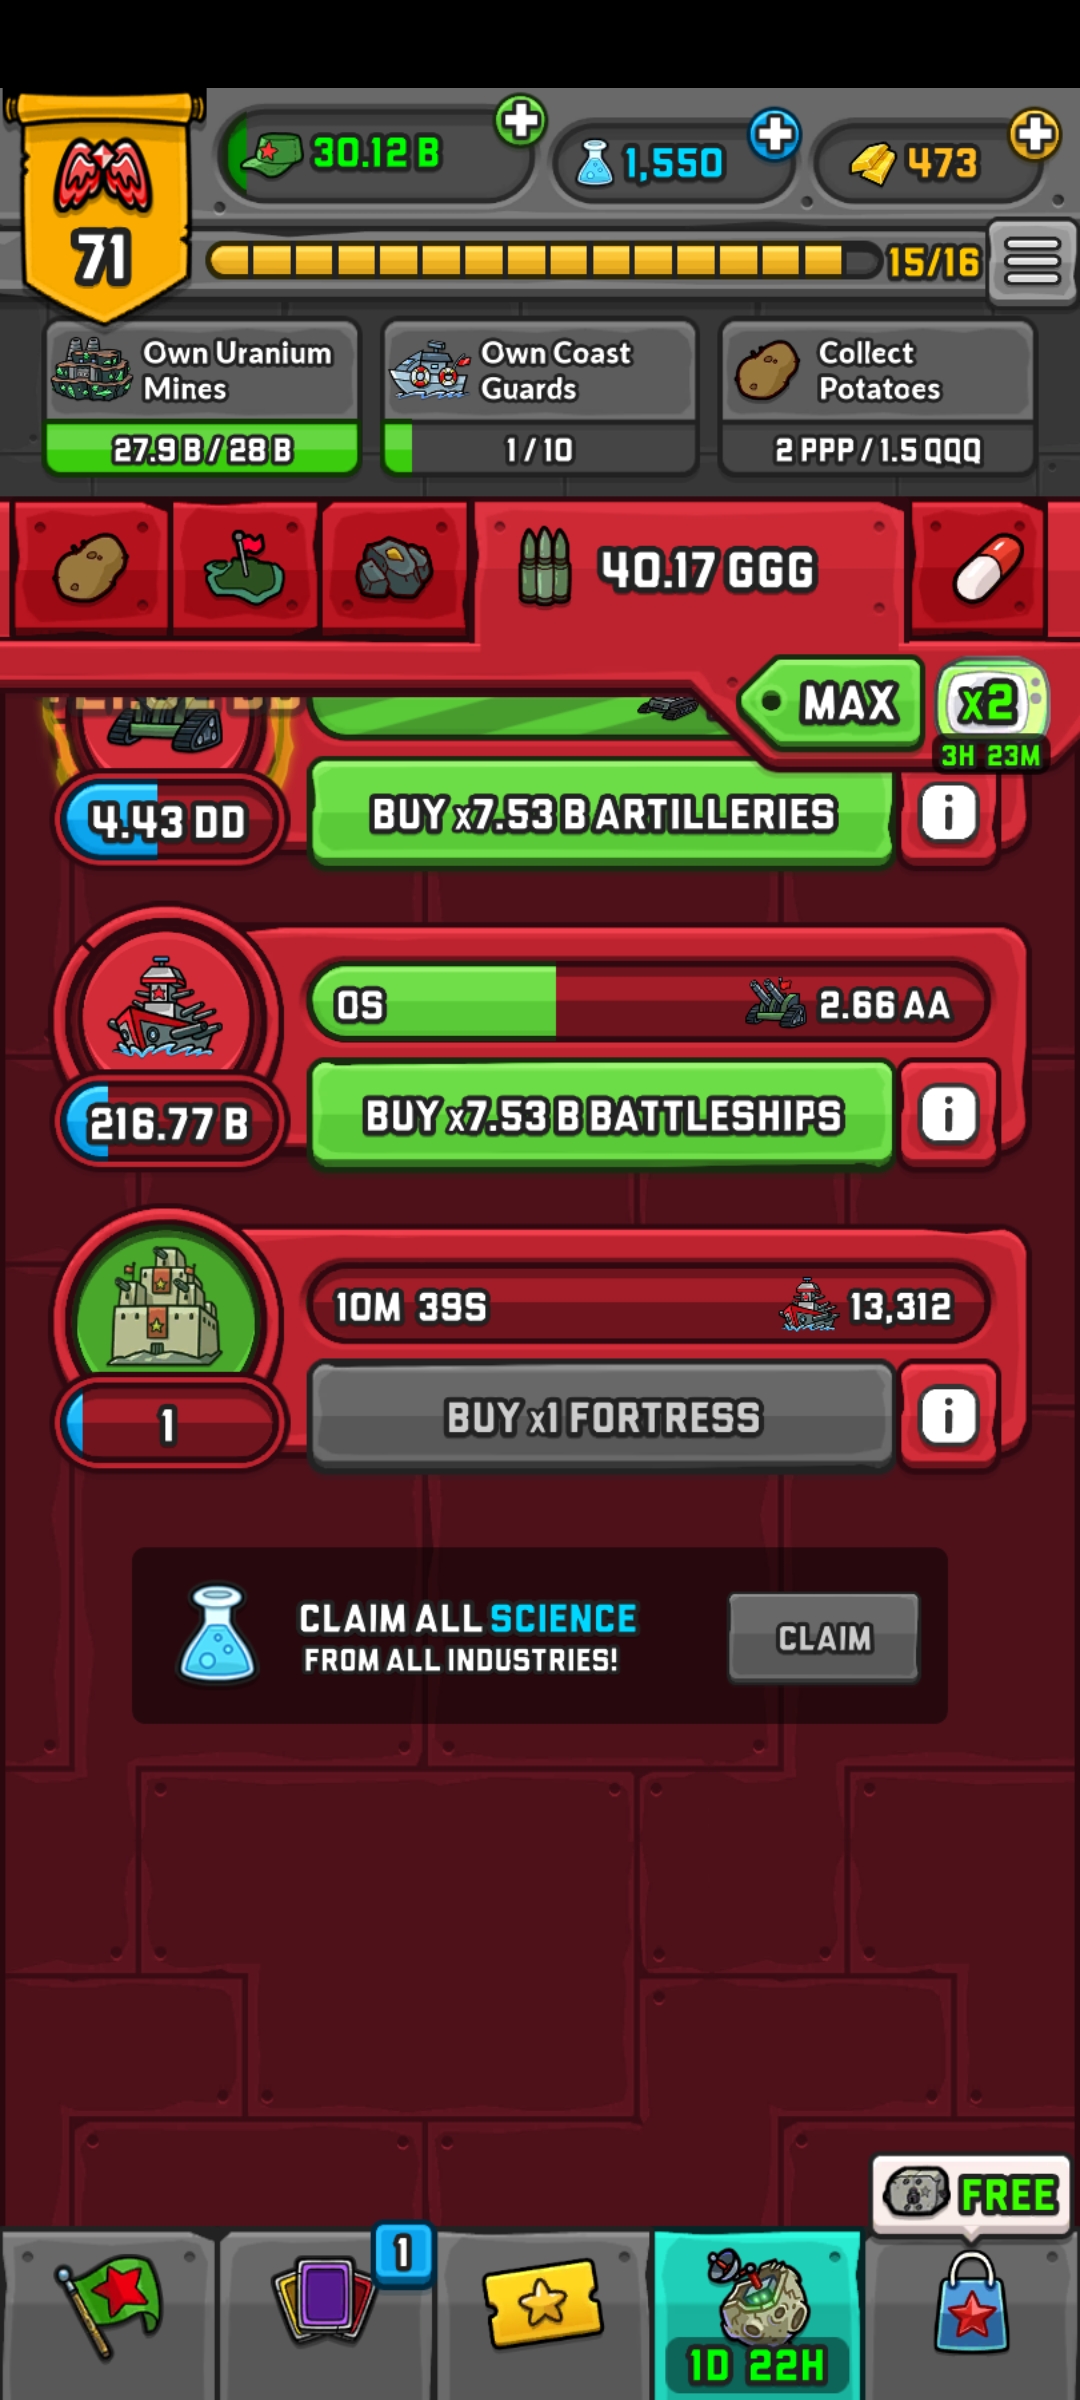 30.12 B
1,550
473
71
15/16
Own Uranium
Mines
27.9 B / 28 B
Own Coast
Guards
1 / 10
Collect
Potatoes
2 PPP / 1.5 QQQ
40.17 GGG
MAX
x2
3H 23M
4.43 DD
BUY x7.53 B ARTILLERIES
i
0S
2.66 AA
216.77 B
BUY x7.53 B BATTLESHIPS
i
10M 39S
13,312
1
BUY x1 FORTRESS
i
CLAIM ALL SCIENCE
FROM ALL INDUSTRIES!
CLAIM
FREE
1
1D 22H